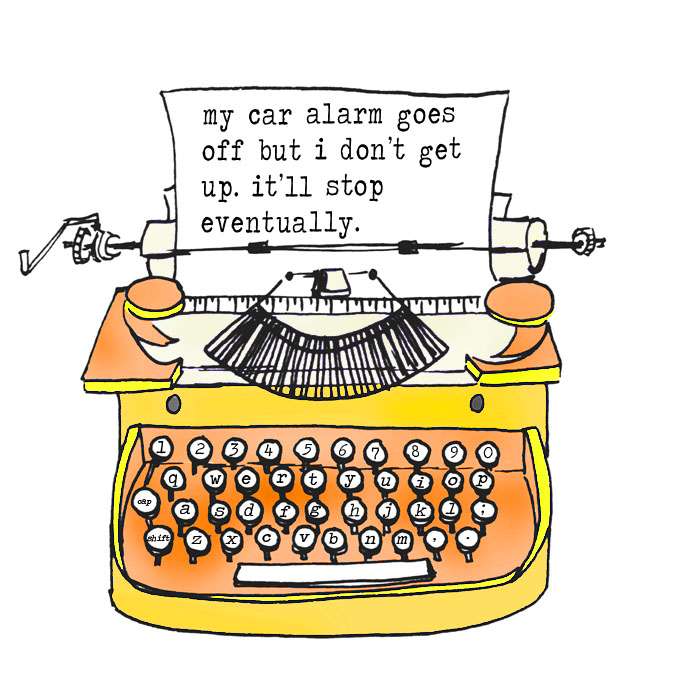 my car alarm goes
off but i don't get
up. it'll stop
eventually.
1 2 3 4 5 6 7 8 9 0
q w e r t y u i o p
cap a s d f g h j k l ;
shift z x c v b n m , .